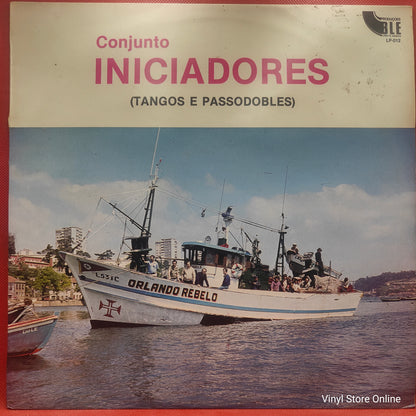 Conjunto
INICIADORES
(TANGOS E PASSODOBLES)
BLE
LP-012
ORLANDO REBELO
Vinyl Store Online